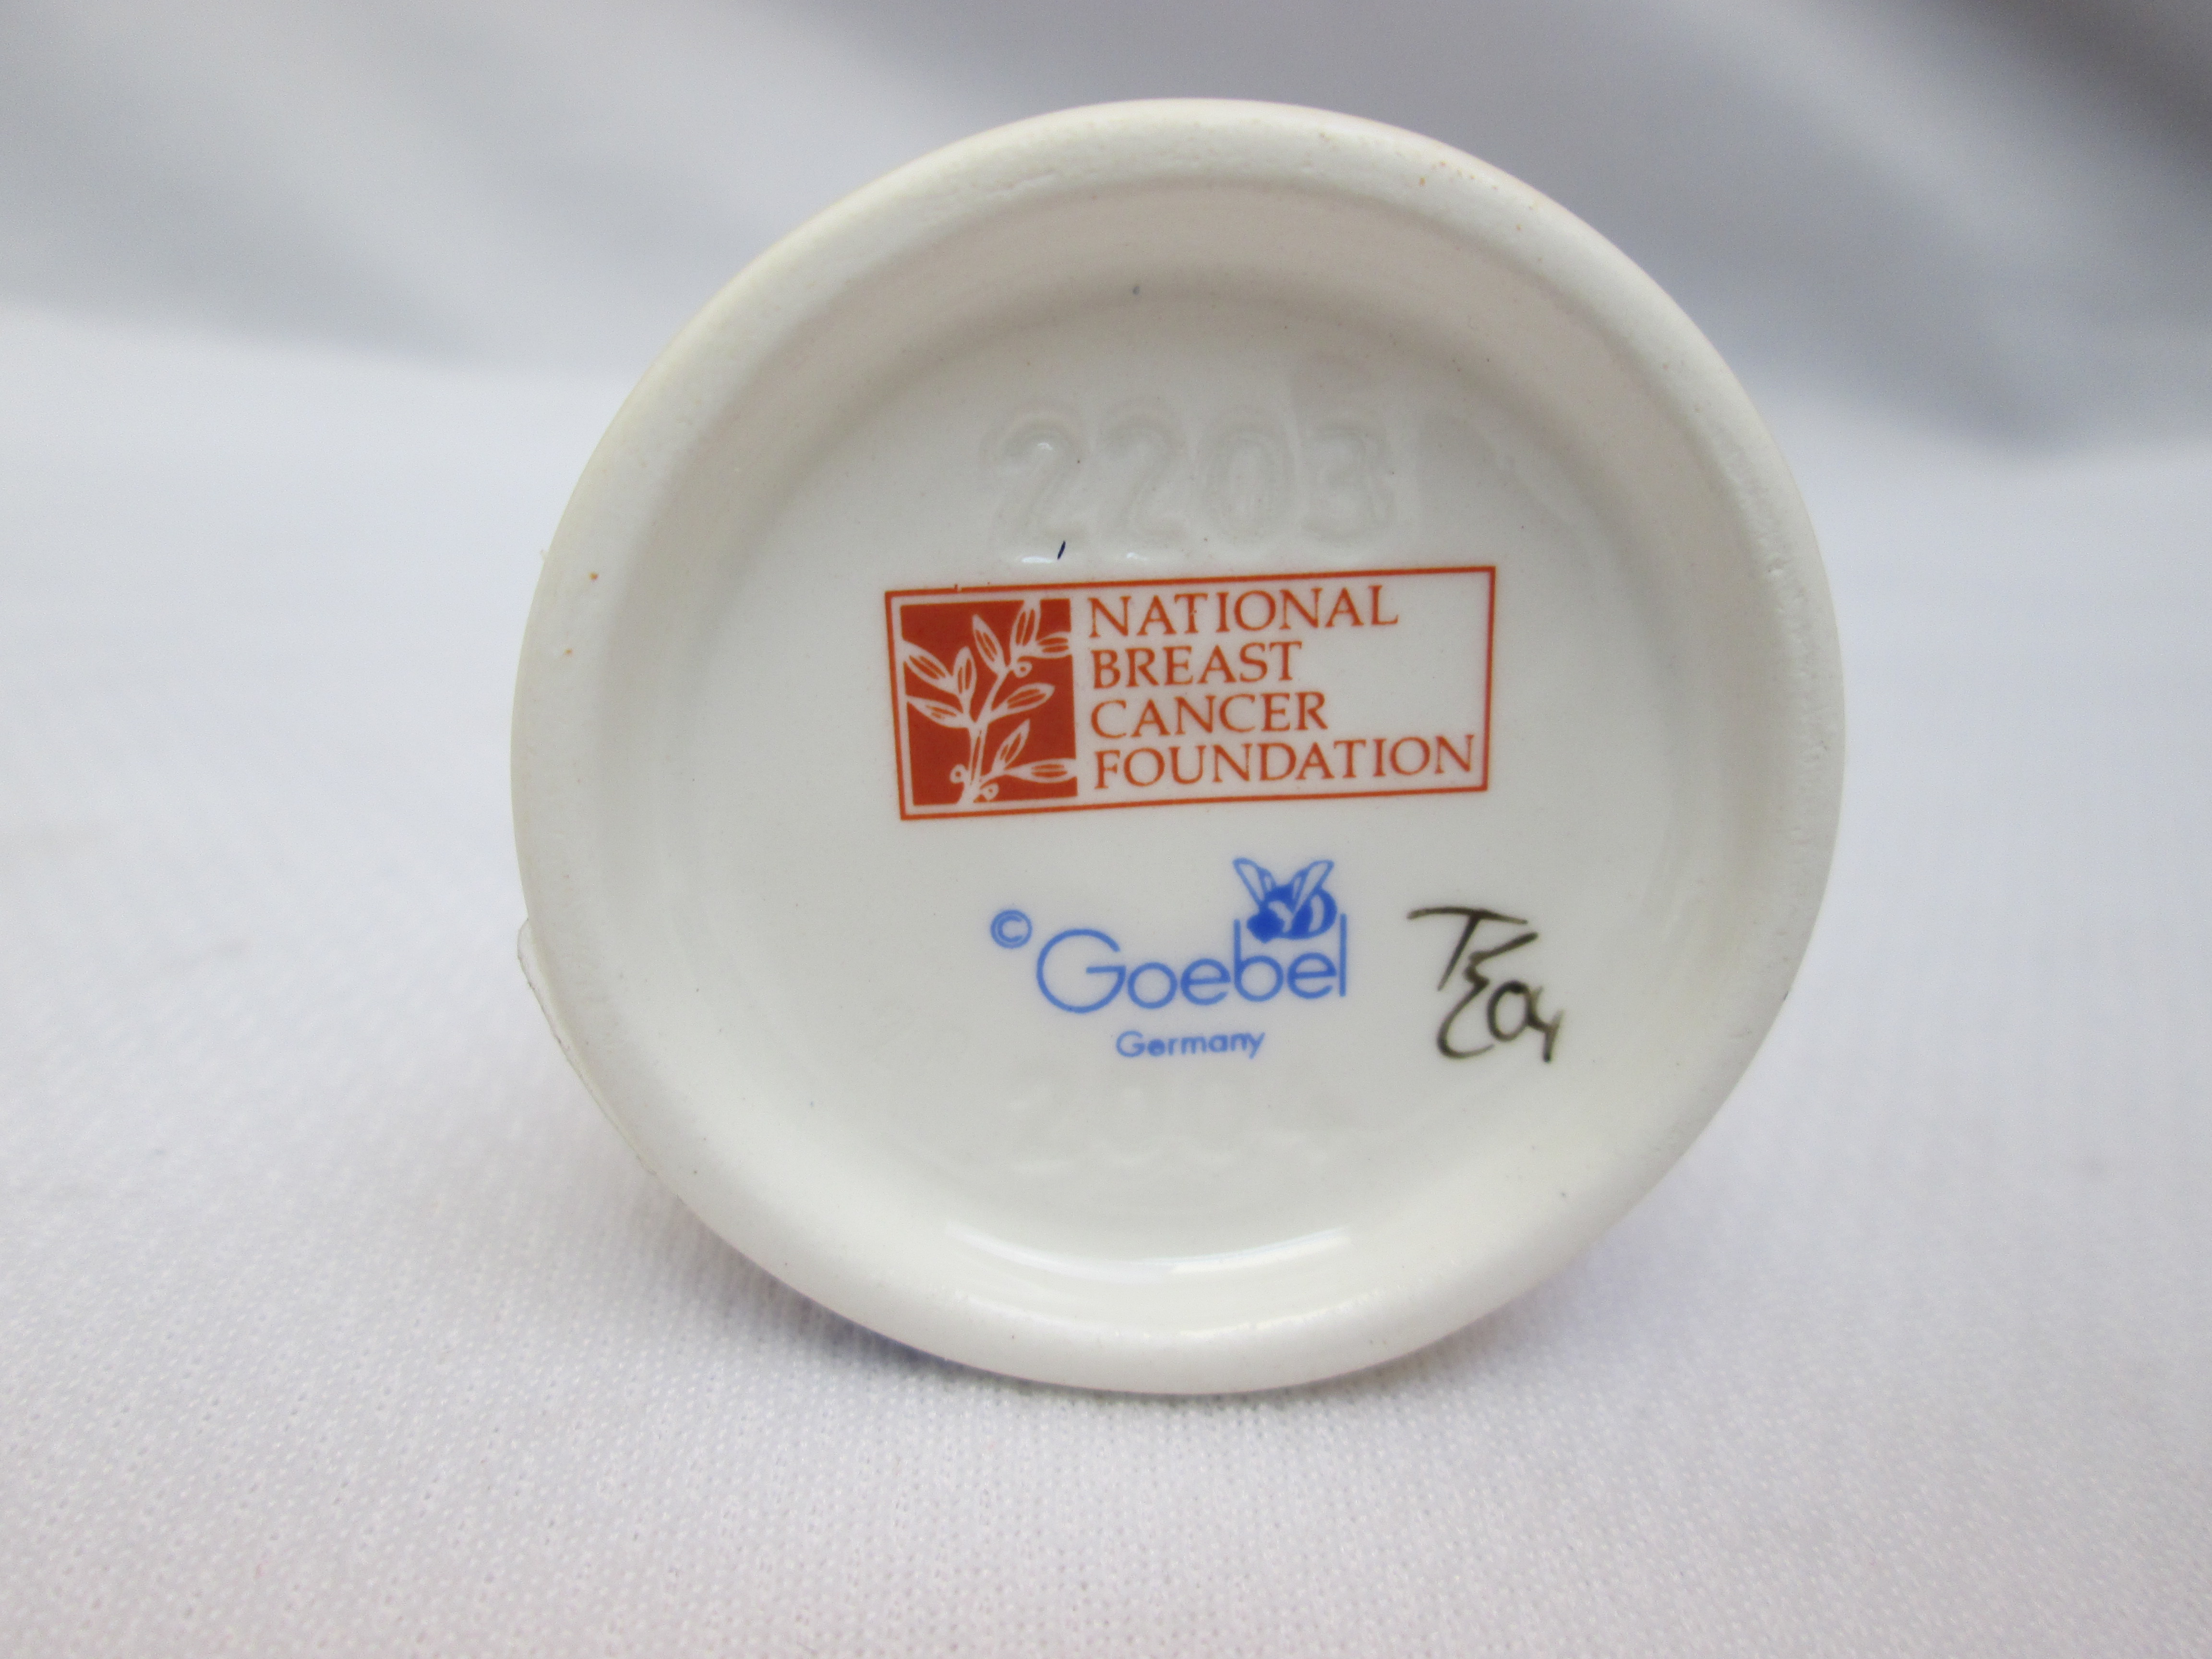 2203
NATIONAL
BREAST
CANCER
FOUNDATION
© Goebel
Germany